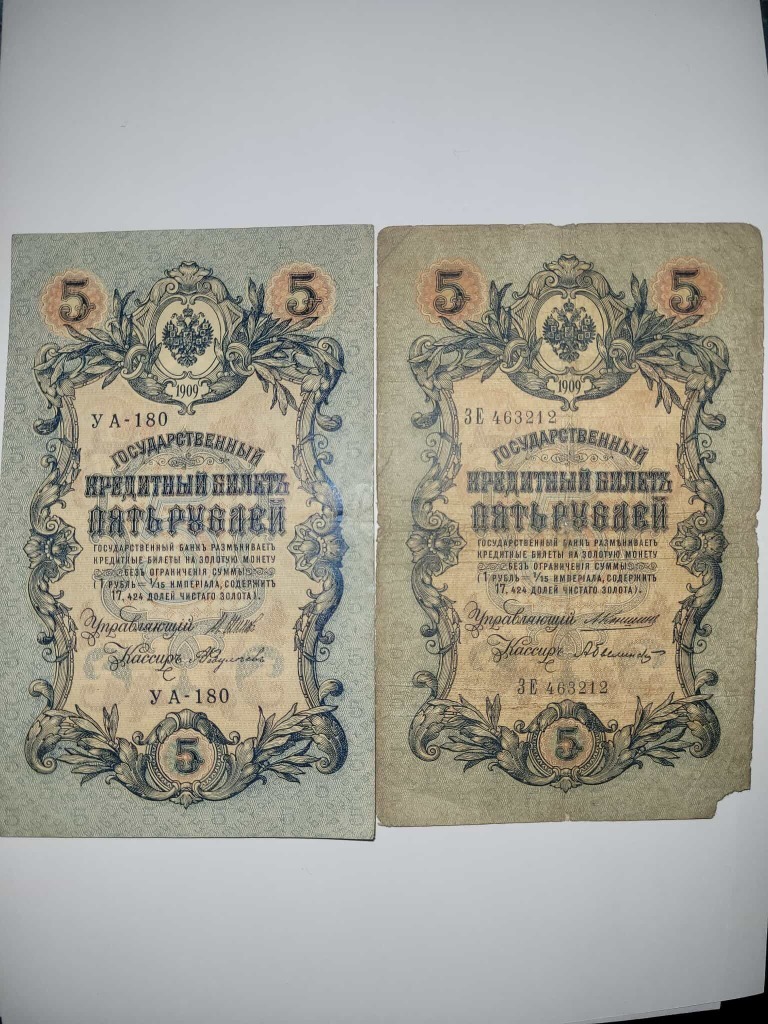 5 5
1909
УА-180
ГОСУДАРСТВЕННЫЙ
КРЕДИТНЫЙ БИЛЕТЪ
ПЯТЬ РУБЛЕЙ
ГОСУДАРСТВЕННЫЙ БАНКЪ РАЗМѢНИВАЕТЪ
КРЕДИТНЫЕ БИЛЕТЫ НА ЗОЛОТУЮ МОНЕТУ
БЕЗЪ ОГРАНИЧЕНІЯ СУММЫ
(1 РУБЛЬ = 1/15 ИМПЕРІАЛА, СОДЕРЖИТЪ
17,424 ДОЛЕЙ ЧИСТАГО ЗОЛОТА).
Управляющій
Кассиръ
УА-180
5
5 5
1909
ЗЕ 463212
ГОСУДАРСТВЕННЫЙ
КРЕДИТНЫЙ БИЛЕТЪ
ПЯТЬ РУБЛЕЙ
ГОСУДАРСТВЕННЫЙ БАНКЪ РАЗМѢНИВАЕТЪ
КРЕДИТНЫЕ БИЛЕТЫ НА ЗОЛОТУЮ МОНЕТУ
БЕЗЪ ОГРАНИЧЕНІЯ СУММЫ
(1 РУБЛЬ = 1/15 ИМПЕРІАЛА, СОДЕРЖИТЪ
17,424 ДОЛЕЙ ЧИСТАГО ЗОЛОТА).
Управляющій
Кассиръ
ЗЕ 463212
5